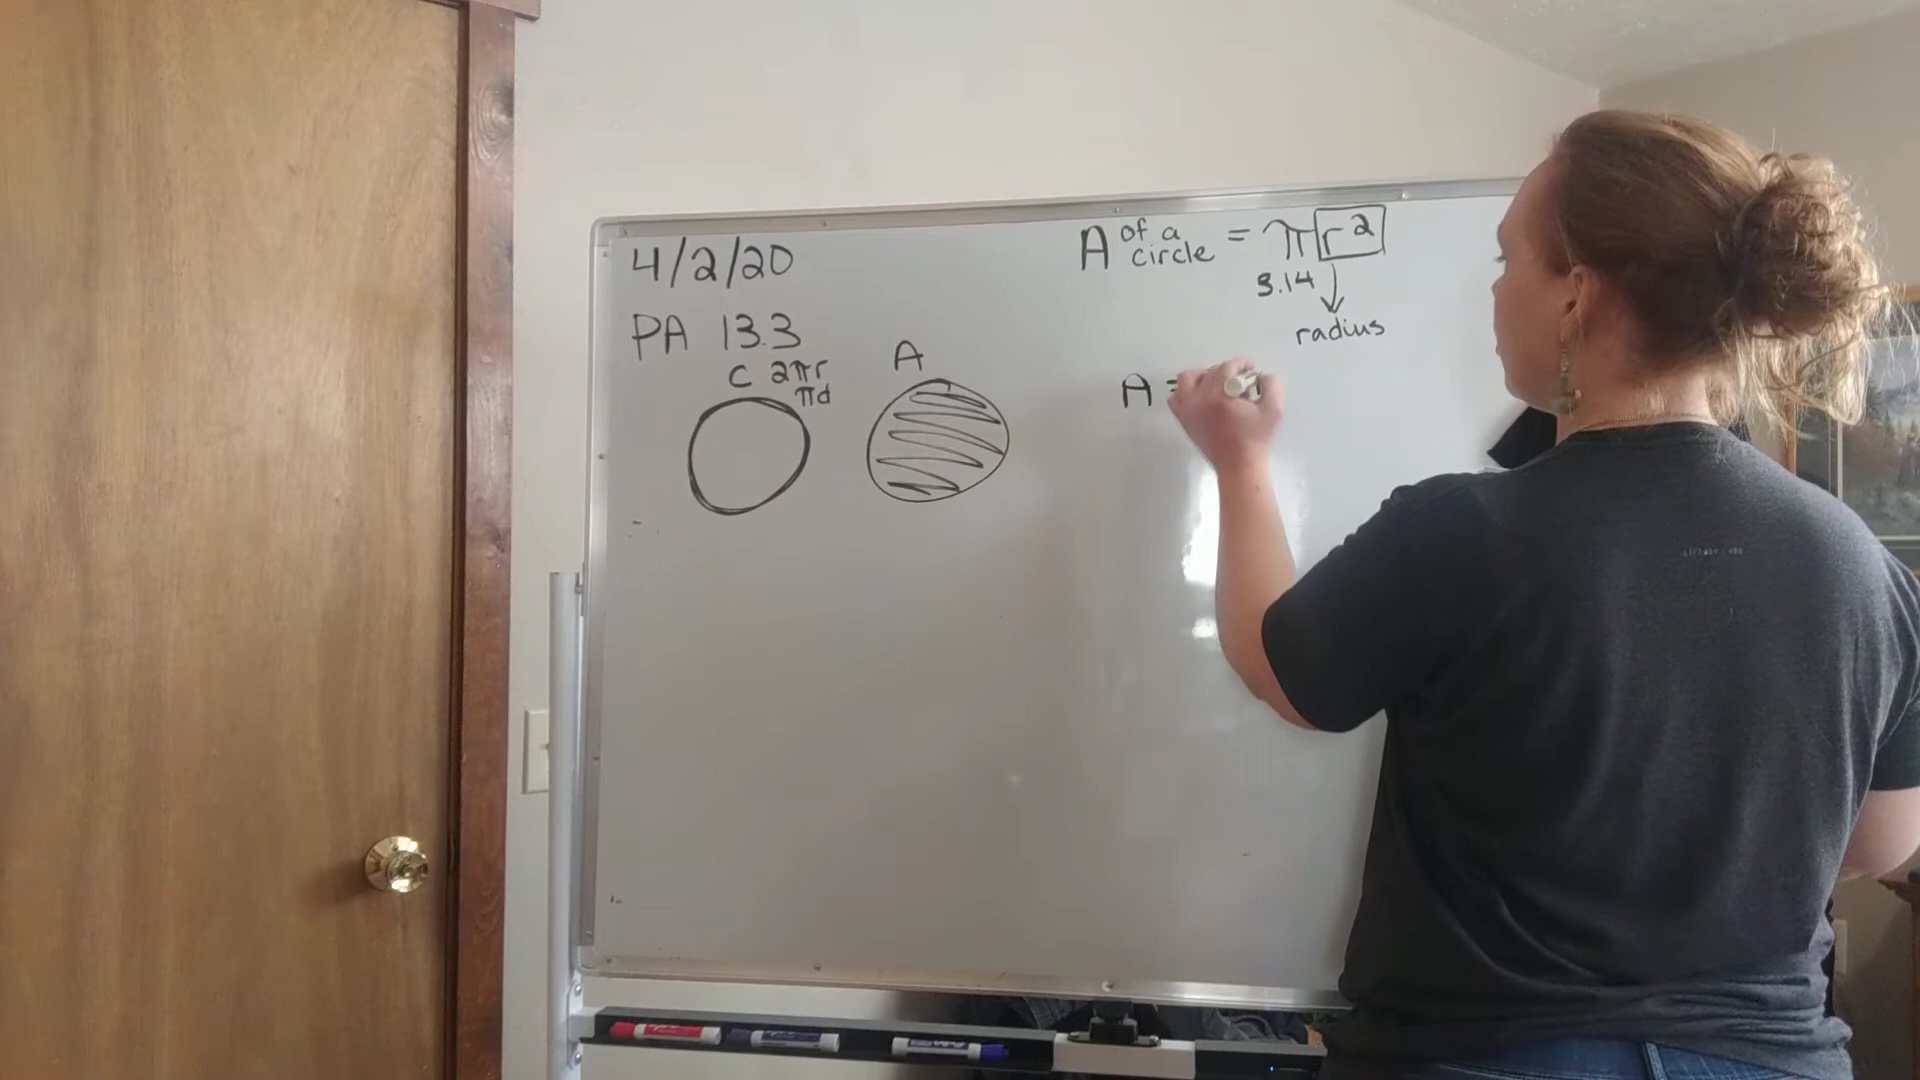 4/2/20
PA 13.3
C 2πr
πd
A
A of a circle = πr²
3.14
radius
A =